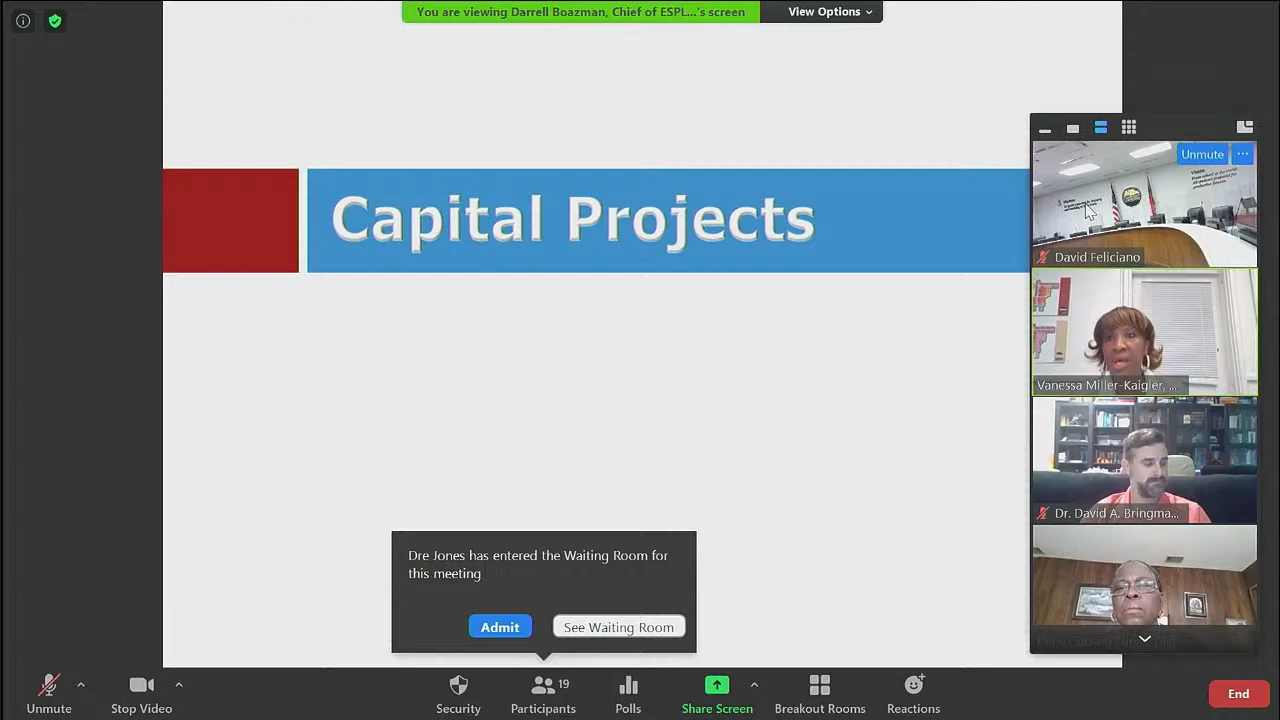 You are viewing Darrell Boazman, Chief of ESPL...'s screen
View Options
Capital Projects
Unmute
Vision
David Feliciano
Vanessa Miller-Kaigler, ...
Dr. David A. Bringma...
Dre Jones has entered the Waiting Room for
this meeting
Admit
See Waiting Room
Unmute
Stop Video
Security
Participants
19
Polls
Share Screen
Breakout Rooms
Reactions
End